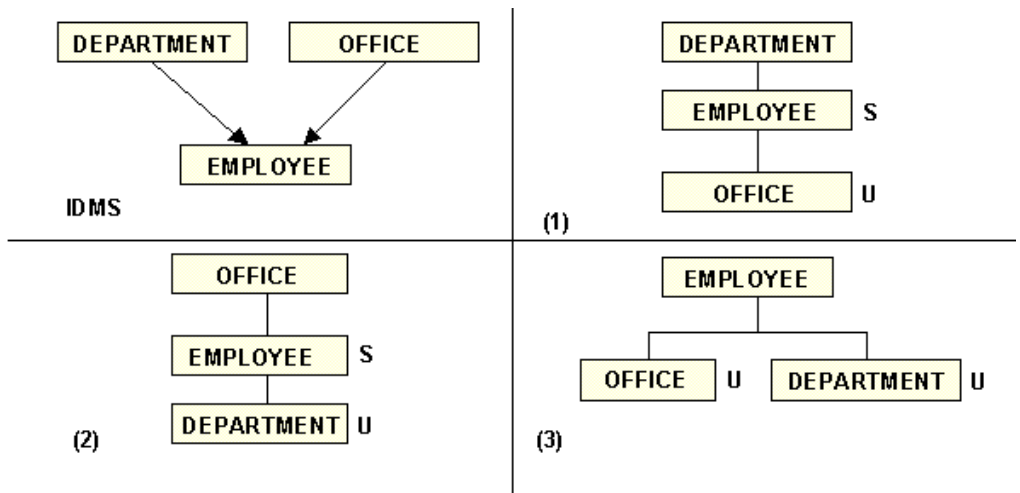 DEPARTMENT OFFICE
EMPLOYEE
IDMS
DEPARTMENT
EMPLOYEE S
OFFICE U
(1)
OFFICE
EMPLOYEE S
DEPARTMENT U
(2)
EMPLOYEE
OFFICE U DEPARTMENT U
(3)